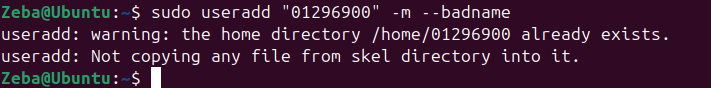 Zeba@Ubuntu:~$ sudo useradd "01296900" -m --badname
useradd: warning: the home directory /home/01296900 already exists.
useradd: Not copying any file from skel directory into it.
Zeba@Ubuntu:~$